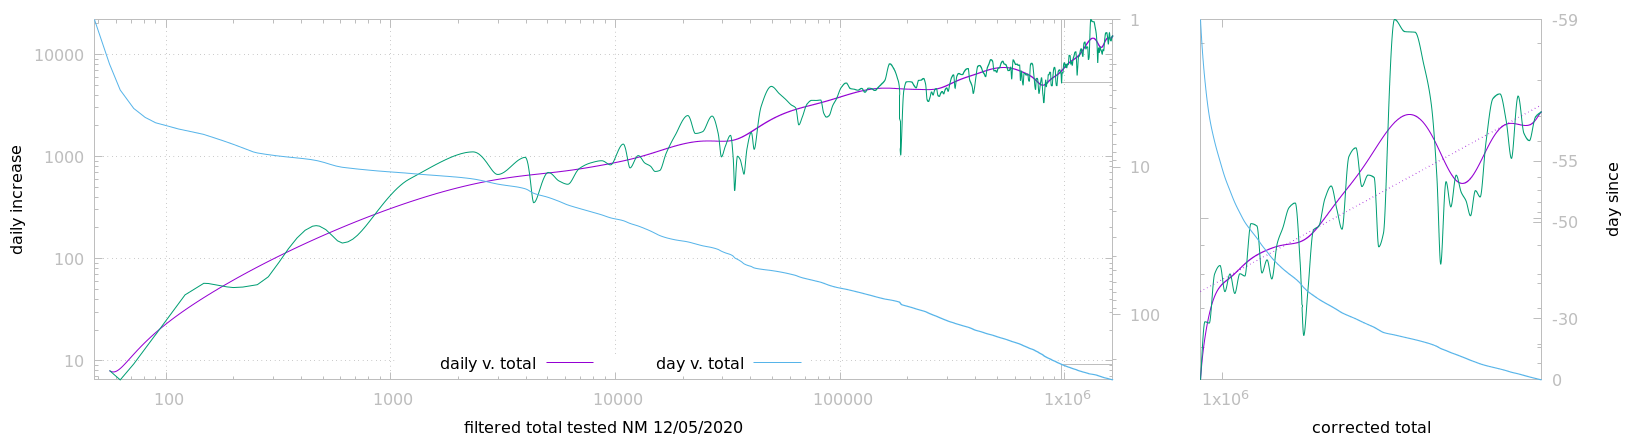 daily increase
10000
1000
100
10
100
1000
10000
100000
1x10^6
1
10
100
daily v. total
day v. total
filtered total tested NM 12/05/2020
1x10^6
-59
-55
-50
-30
0
day since
corrected total